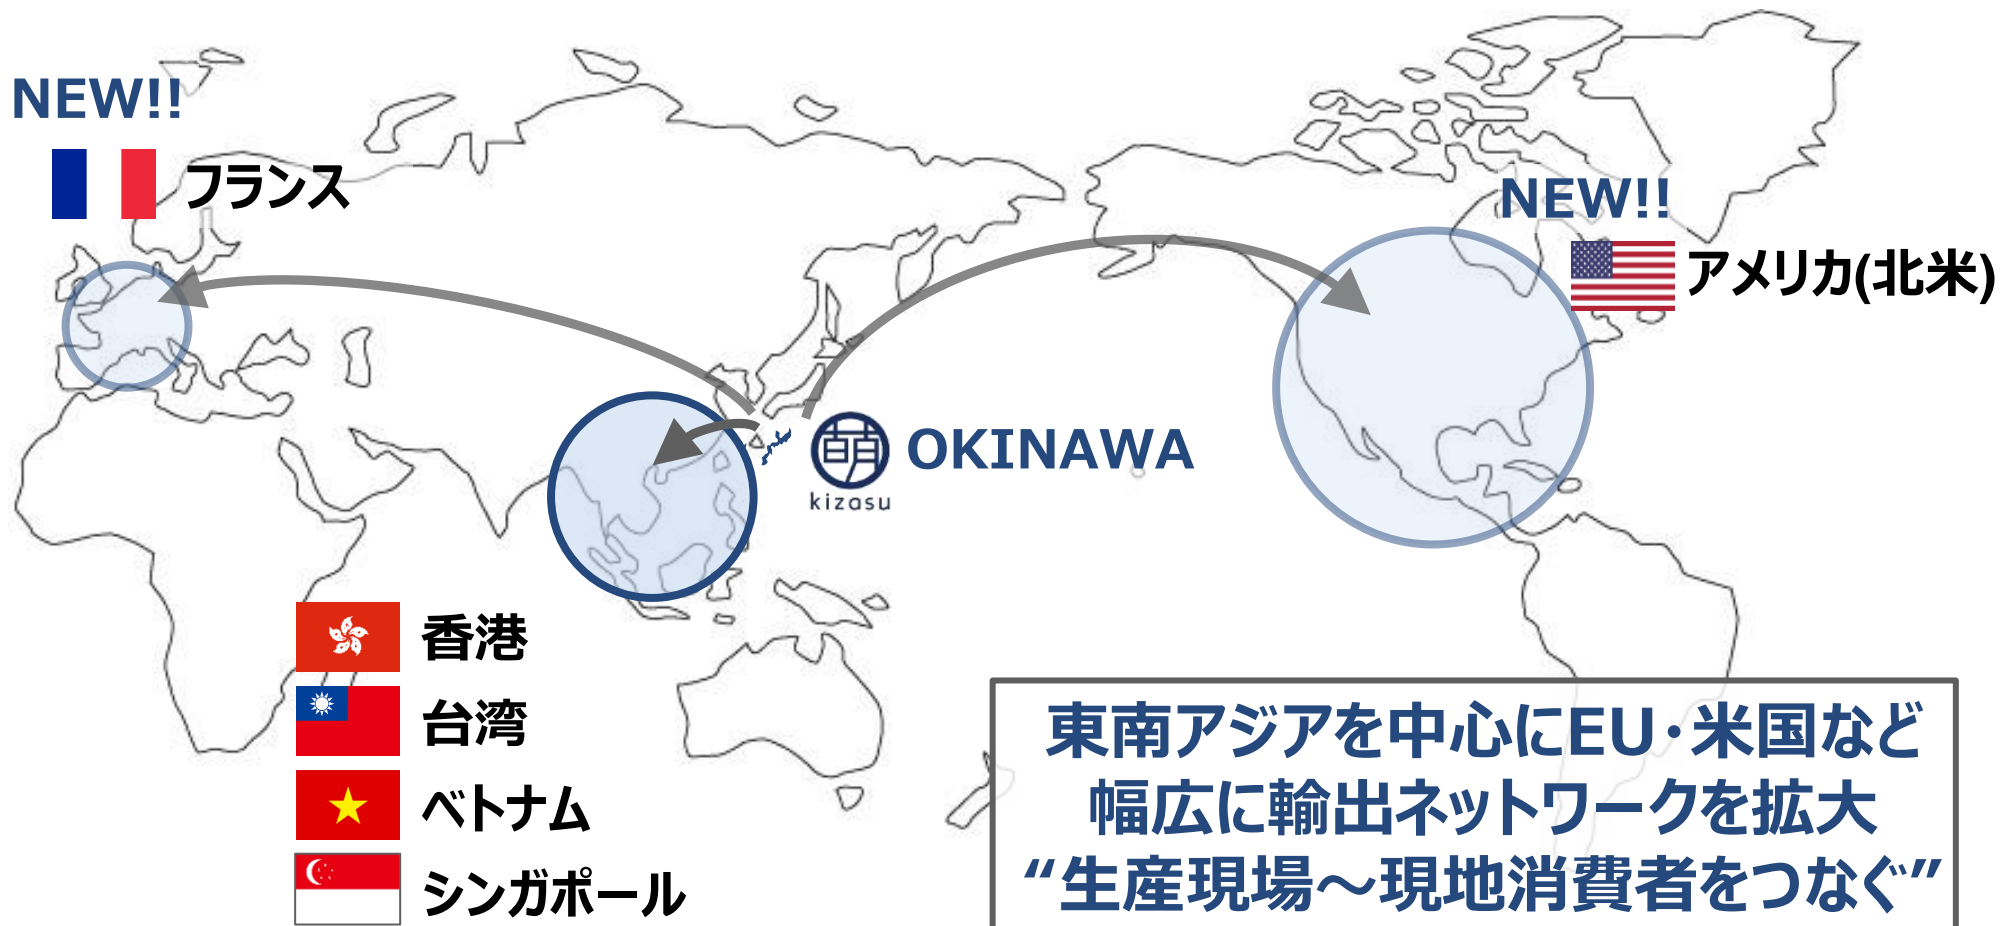 NEW!!
フランス
NEW!!
アメリカ(北米)
萌
kizasu
OKINAWA
香港
台湾
ベトナム
シンガポール
東南アジアを中心にEU・米国など
幅広に輸出ネットワークを拡大
“生産現場～現地消費者をつなぐ”